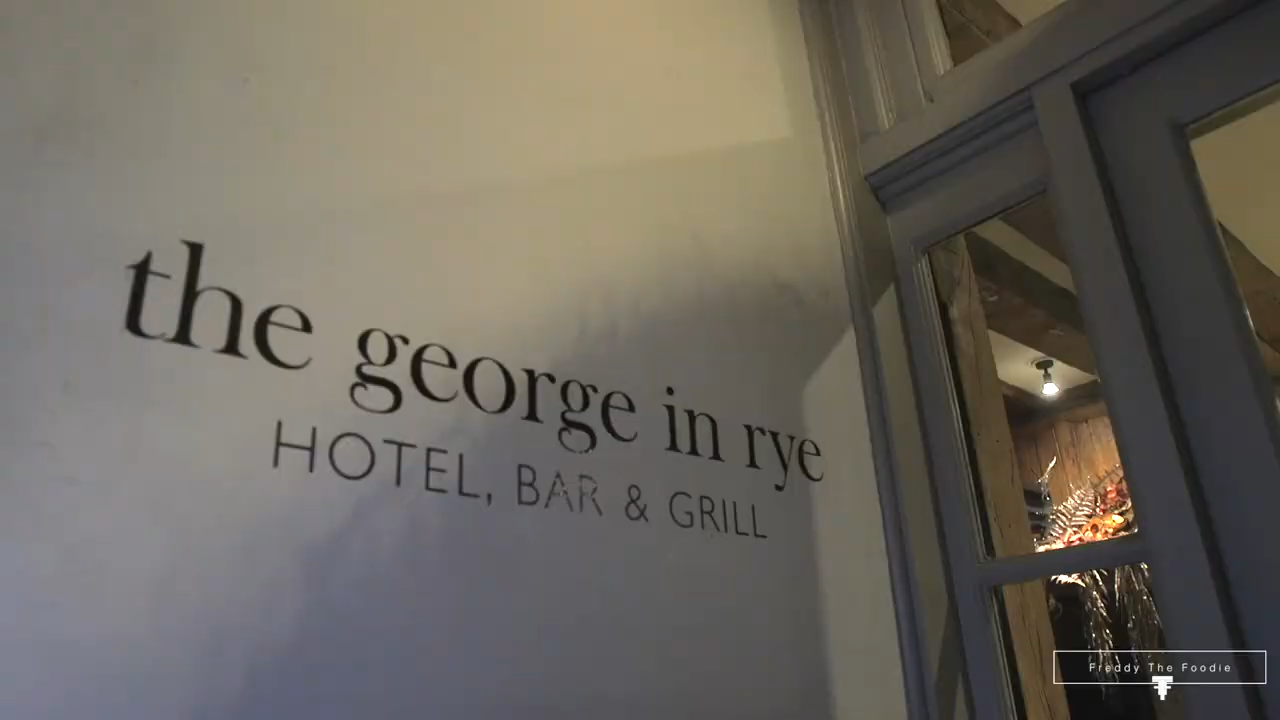 the george in rye
HOTEL, BAR & GRILL
Freddy The Foodie